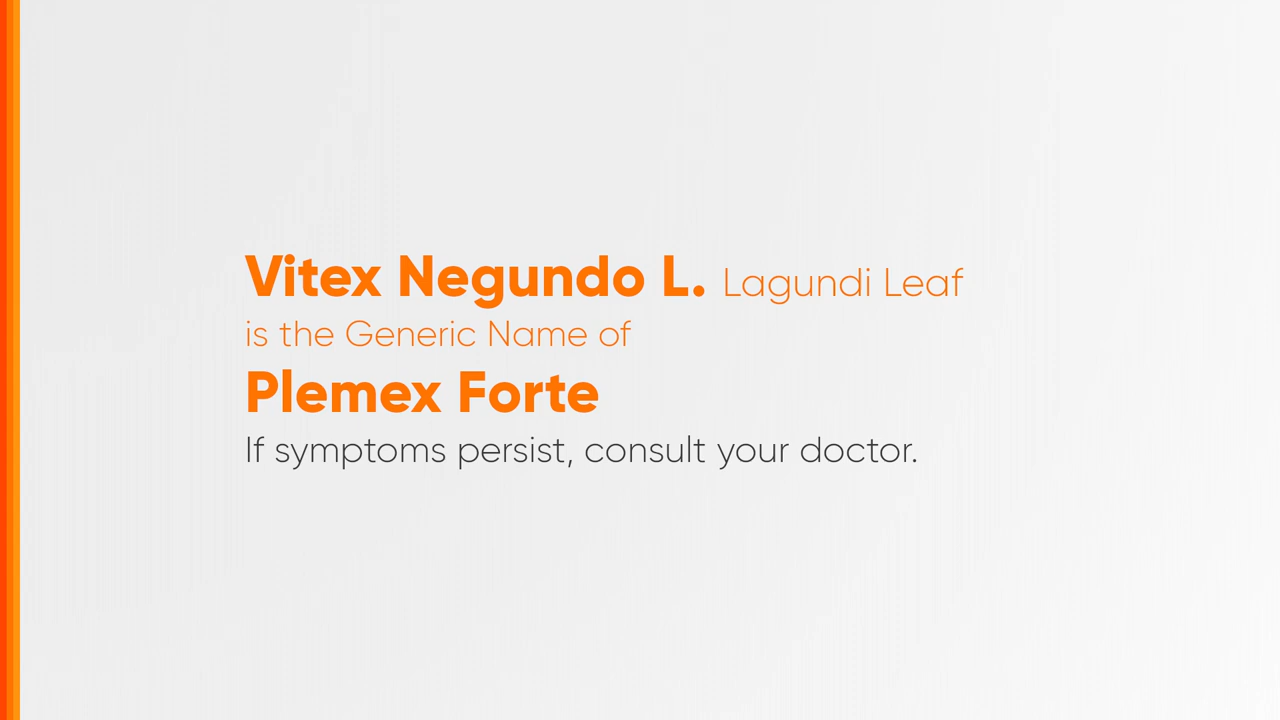 Vitex Negundo L. Lagundi Leaf
is the Generic Name of
Plemex Forte
If symptoms persist, consult your doctor.